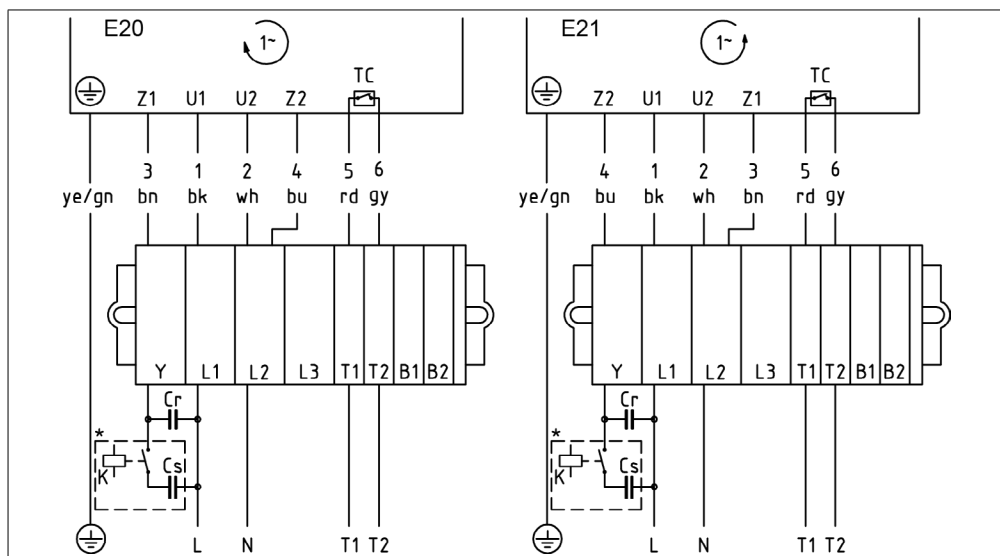 E20
1~
TC
Z1 U1 U2 Z2
3 1 2 4 5 6
ye/gn bn bk wh bu rd gy
Y L1 L2 L3 T1 T2 B1 B2
Cr
*
K
Cs
L N T1 T2
E21
1~
TC
Z2 U1 U2 Z1
4 1 2 3 5 6
ye/gn bu bk wh bn rd gy
Y L1 L2 L3 T1 T2 B1 B2
Cr
*
K
Cs
L N T1 T2